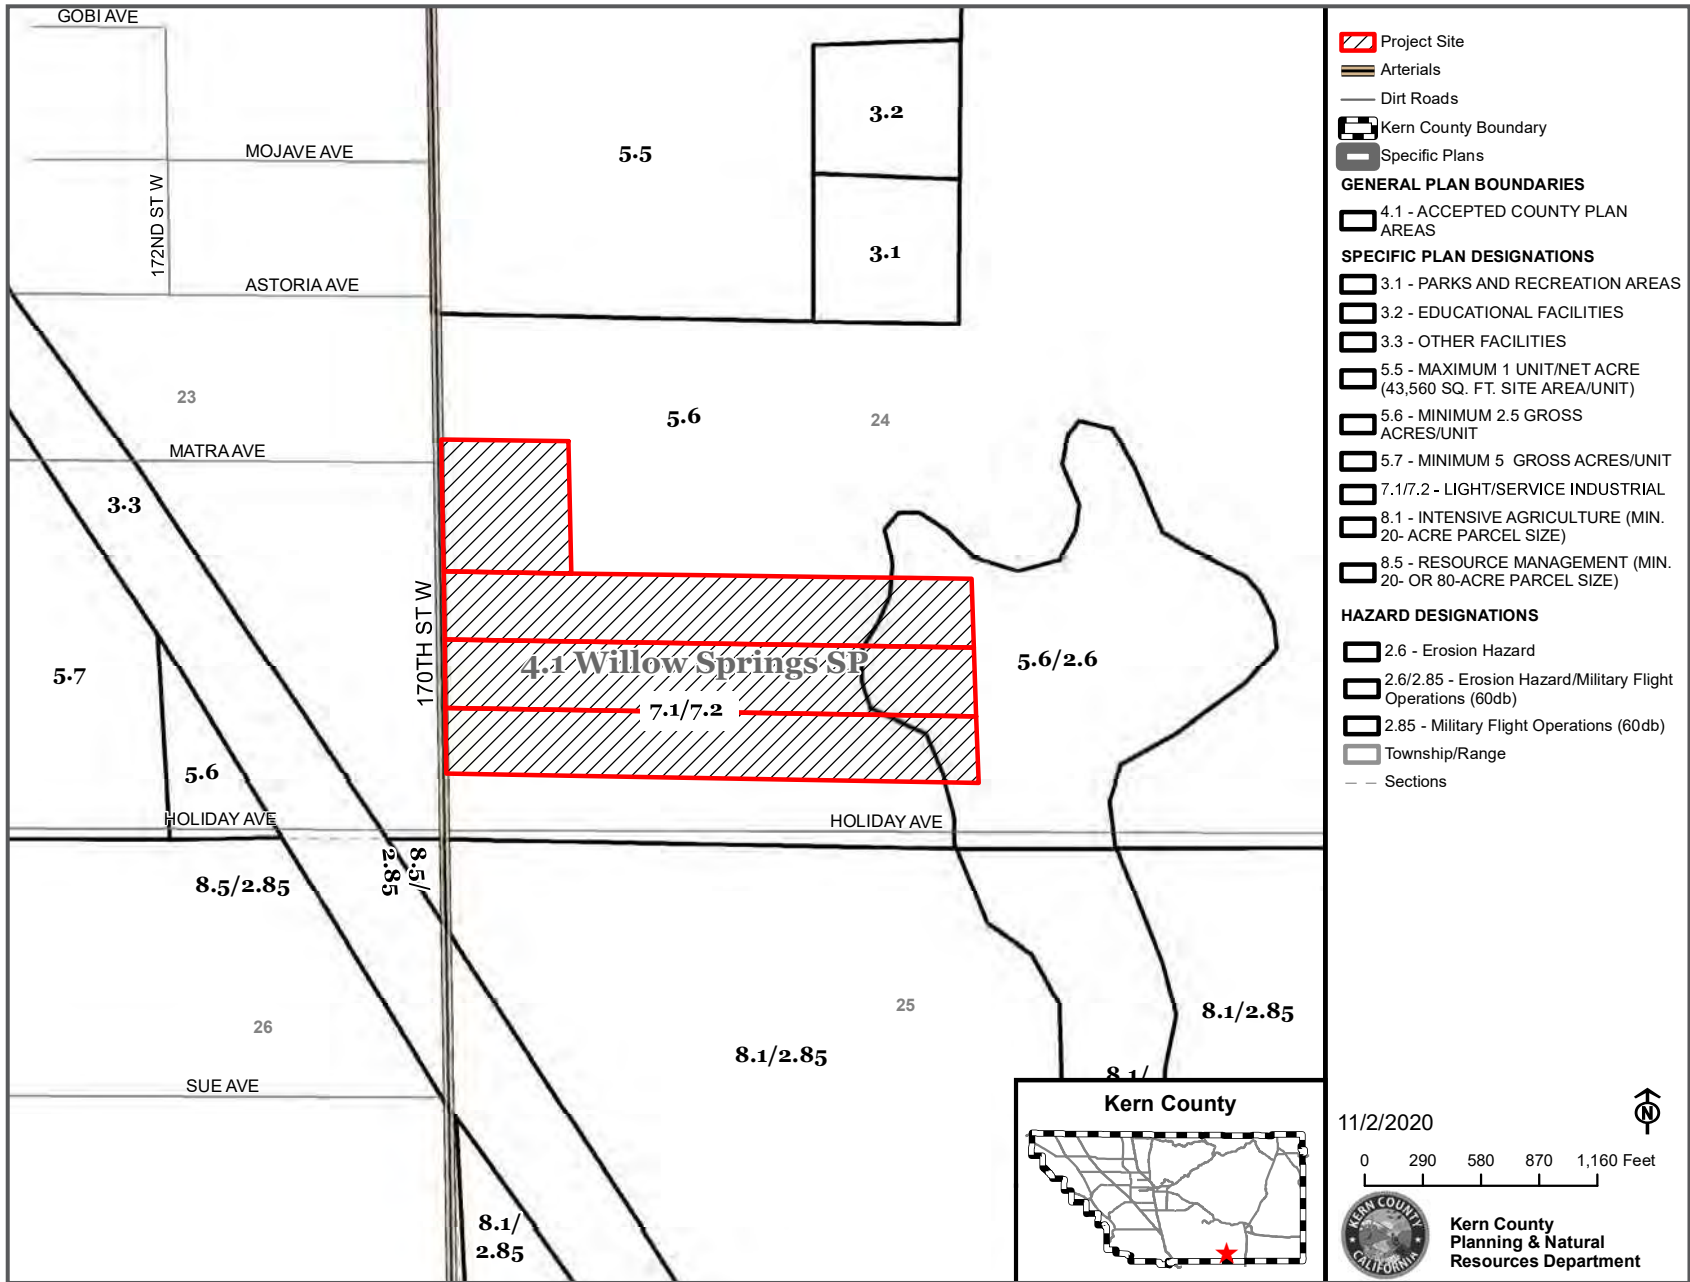 GOBI AVE
MOJAVE AVE
172ND ST W
ASTORIA AVE
5.5
3.2
3.1
23
5.6
24
MATRA AVE
3.3
170TH ST W
4.1 Willow Springs SP
7.1/7.2
5.6/2.6
5.7
5.6
HOLIDAY AVE
HOLIDAY AVE
8.5/2.85
8.5/
2.85
26
25
8.1/2.85
8.1/2.85
SUE AVE
8.1/
8.1/
2.85
Kern County
Project Site
Arterials
Dirt Roads
Kern County Boundary
Specific Plans
GENERAL PLAN BOUNDARIES
4.1 - ACCEPTED COUNTY PLAN
AREAS
SPECIFIC PLAN DESIGNATIONS
3.1 - PARKS AND RECREATION AREAS
3.2 - EDUCATIONAL FACILITIES
3.3 - OTHER FACILITIES
5.5 - MAXIMUM 1 UNIT/NET ACRE
(43,560 SQ. FT. SITE AREA/UNIT)
5.6 - MINIMUM 2.5 GROSS
ACRES/UNIT
5.7 - MINIMUM 5 GROSS ACRES/UNIT
7.1/7.2 - LIGHT/SERVICE INDUSTRIAL
8.1 - INTENSIVE AGRICULTURE (MIN.
20- ACRE PARCEL SIZE)
8.5 - RESOURCE MANAGEMENT (MIN.
20- OR 80-ACRE PARCEL SIZE)
HAZARD DESIGNATIONS
2.6 - Erosion Hazard
2.6/2.85 - Erosion Hazard/Military Flight
Operations (60db)
2.85 - Military Flight Operations (60db)
Township/Range
Sections
N
11/2/2020
0 290 580 870 1,160 Feet
KERN COUNTY
CALIFORNIA
Kern County
Planning & Natural
Resources Department